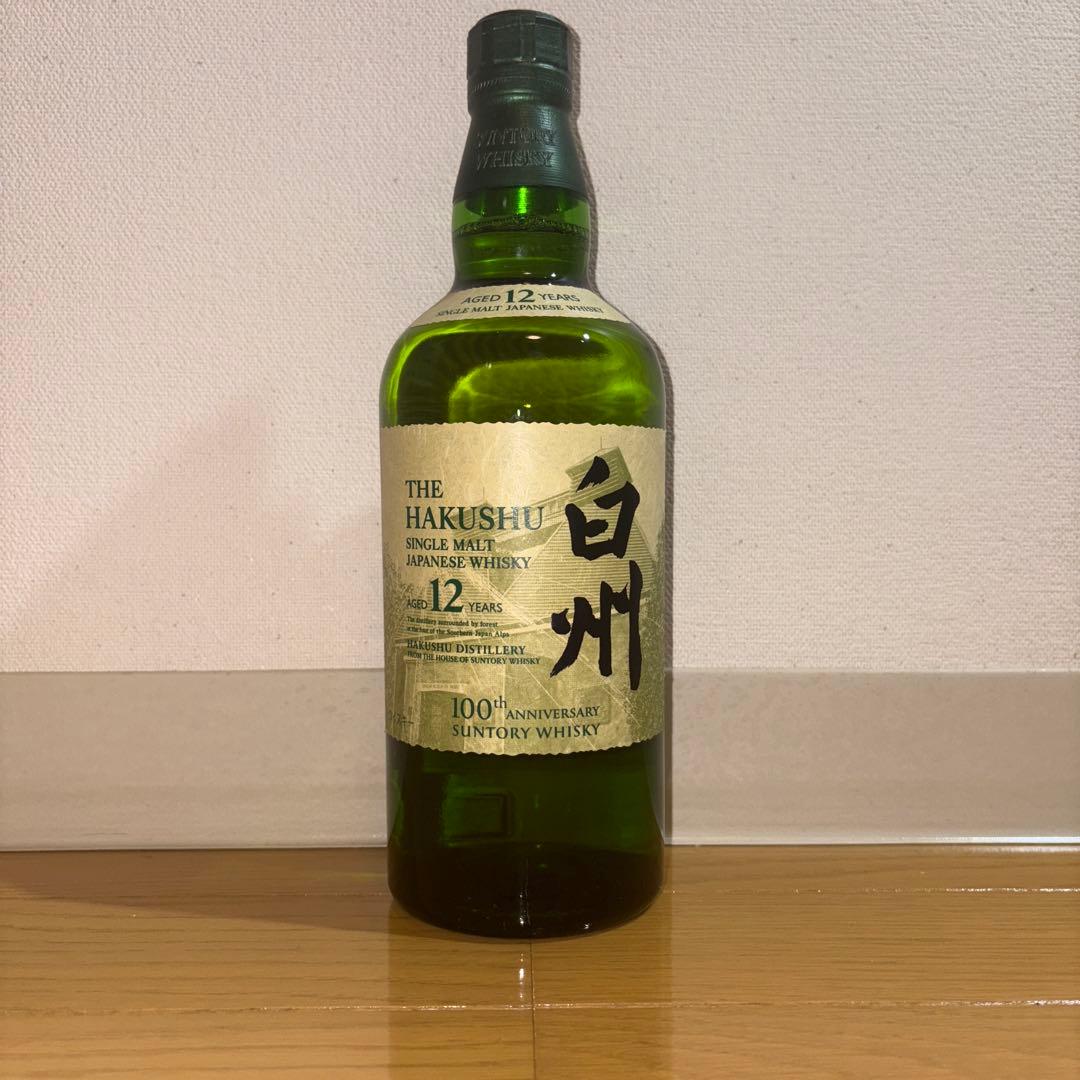 SUNTORY
WHISKY
AGED 12 YEARS
SINGLE MALT JAPANESE WHISKY
THE
HAKUSHU
SINGLE MALT
JAPANESE WHISKY
AGED 12 YEARS
The distillery surrounded by forest
at the foot of the Southern Japan Alps
HAKUSHU DISTILLERY
FROM THE HOUSE OF SUNTORY WHISKY
白州
100th ANNIVERSARY
SUNTORY WHISKY